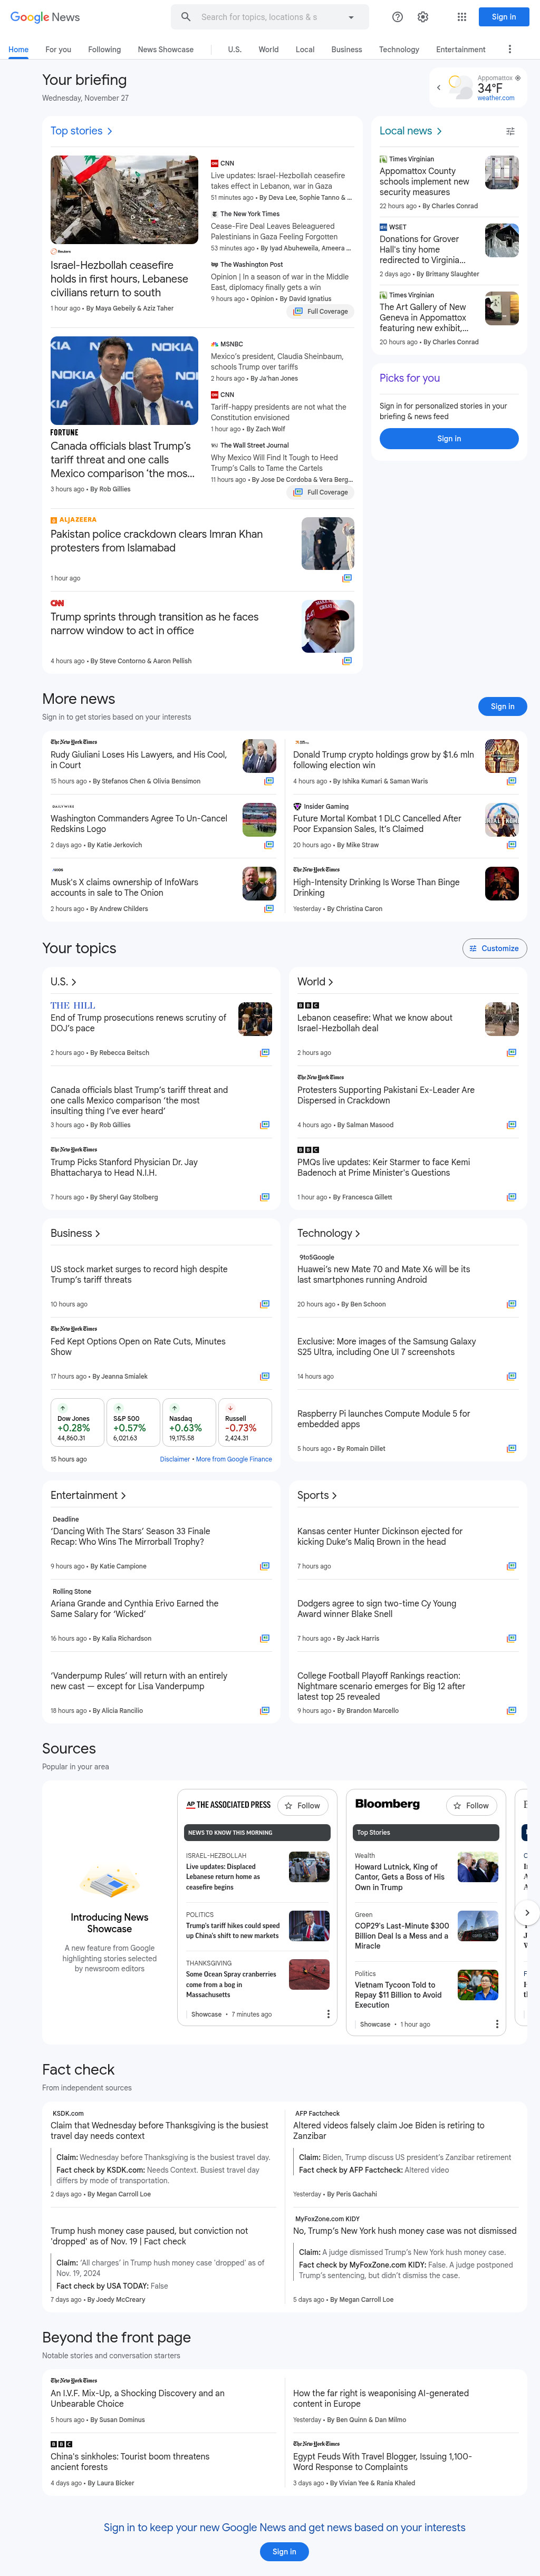 Google News
Search for topics, locations & s
Sign in
Home
For you
Following
News Showcase
U.S.
World
Local
Business
Technology
Entertainment
Your briefing
Wednesday, November 27
Appomattox
34°F
weather.com
Top stories
Reuters
Israel-Hezbollah ceasefire
holds in first hours, Lebanese
civilians return to south
1 hour ago • By Maya Gebeily & Aziz Taher
CNN
Live updates: Israel-Hezbollah ceasefire
takes effect in Lebanon, war in Gaza
51 minutes ago • By Deva Lee, Sophie Tanno & ...
The New York Times
Cease-Fire Deal Leaves Beleaguered
Palestinians in Gaza Feeling Forgotten
53 minutes ago • By Iyad Abuheweila, Ameera ...
The Washington Post
Opinion | In a season of war in the Middle
East, diplomacy finally gets a win
9 hours ago • Opinion • By David Ignatius
Full Coverage
NOKIA
NOKIA
FORTUNE
Canada officials blast Trump's
tariff threat and one calls
Mexico comparison 'the mos...
3 hours ago • By Rob Gillies
MSNBC
Mexico's president, Claudia Sheinbaum,
schools Trump over tariffs
2 hours ago • By Ja'han Jones
CNN
Tariff-happy presidents are not what the
Constitution envisioned
1 hour ago • By Zach Wolf
The Wall Street Journal
Why Mexico Will Find It Tough to Heed
Trump's Calls to Tame the Cartels
11 hours ago • By Jose De Cordoba & Vera Berg...
Full Coverage
ALJAZEERA
Pakistan police crackdown clears Imran Khan
protesters from Islamabad
1 hour ago
CNN
Trump sprints through transition as he faces
narrow window to act in office
4 hours ago • By Steve Contorno & Aaron Pellish
Local news
Times Virginian
Appomattox County
schools implement new
security measures
22 hours ago • By Charles Conrad
WSET
Donations for Grover
Hall's tiny home
redirected to Virginia...
2 days ago • By Brittany Slaughter
Times Virginian
The Art Gallery of New
Geneva in Appomattox
featuring new exhibit,...
20 hours ago • By Charles Conrad
Picks for you
Sign in for personalized stories in your
briefing & news feed
Sign in
More news
Sign in to get stories based on your interests
Sign in
The New York Times
Rudy Giuliani Loses His Lawyers, and His Cool,
in Court
15 hours ago • By Stefanos Chen & Olivia Bensimon
DAILYWIRE
Washington Commanders Agree To Un-Cancel
Redskins Logo
2 days ago • By Katie Jerkovich
Musk's X claims ownership of InfoWars
accounts in sale to The Onion
2 hours ago • By Andrew Childers
Donald Trump crypto holdings grow by $1.6 mln
following election win
4 hours ago • By Ishika Kumari & Saman Waris
Insider Gaming
Future Mortal Kombat 1 DLC Cancelled After
Poor Expansion Sales, It's Claimed
20 hours ago • By Mike Straw
The New York Times
High-Intensity Drinking Is Worse Than Binge
Drinking
Yesterday • By Christina Caron
Your topics
Customize
U.S.
THE HILL
End of Trump prosecutions renews scrutiny of
DOJ's pace
2 hours ago • By Rebecca Beitsch
Canada officials blast Trump's tariff threat and
one calls Mexico comparison 'the most
insulting thing I've ever heard'
3 hours ago • By Rob Gillies
The New York Times
Trump Picks Stanford Physician Dr. Jay
Bhattacharya to Head N.I.H.
7 hours ago • By Sheryl Gay Stolberg
World
BBC
Lebanon ceasefire: What we know about
Israel-Hezbollah deal
2 hours ago
The New York Times
Protesters Supporting Pakistani Ex-Leader Are
Dispersed in Crackdown
4 hours ago • By Salman Masood
BBC
PMQs live updates: Keir Starmer to face Kemi
Badenoch at Prime Minister's Questions
1 hour ago • By Francesca Gillett
Business
US stock market surges to record high despite
Trump's tariff threats
10 hours ago
The New York Times
Fed Kept Options Open on Rate Cuts, Minutes
Show
17 hours ago • By Jeanna Smialek
Dow Jones
+0.28%
44,860.31
S&P 500
+0.57%
6,021.63
Nasdaq
+0.63%
19,175.58
Russell
-0.73%
2,424.31
15 hours ago
Disclaimer • More from Google Finance
Technology
9to5Google
Huawei's new Mate 70 and Mate X6 will be its
last smartphones running Android
20 hours ago • By Ben Schoon
Exclusive: More images of the Samsung Galaxy
S25 Ultra, including One UI 7 screenshots
14 hours ago
Raspberry Pi launches Compute Module 5 for
embedded apps
5 hours ago • By Romain Dillet
Entertainment
Deadline
'Dancing With The Stars' Season 33 Finale
Recap: Who Wins The Mirrorball Trophy?
9 hours ago • By Katie Campione
Rolling Stone
Ariana Grande and Cynthia Erivo Earned the
Same Salary for 'Wicked'
16 hours ago • By Kalia Richardson
'Vanderpump Rules' will return with an entirely
new cast — except for Lisa Vanderpump
18 hours ago • By Alicia Rancilio
Sports
Kansas center Hunter Dickinson ejected for
kicking Duke's Maliq Brown in the head
7 hours ago
Dodgers agree to sign two-time Cy Young
Award winner Blake Snell
7 hours ago • By Jack Harris
College Football Playoff Rankings reaction:
Nightmare scenario emerges for Big 12 after
latest top 25 revealed
9 hours ago • By Brandon Marcello
Sources
Popular in your area
Introducing News
Showcase
A new feature from Google
highlighting stories selected
by newsroom editors
AP THE ASSOCIATED PRESS
Follow
NEWS TO KNOW THIS MORNING
ISRAEL-HEZBOLLAH
Live updates: Displaced
Lebanese return home as
ceasefire begins
POLITICS
Trump's tariff hikes could speed
up China's shift to new markets
THANKSGIVING
Some Ocean Spray cranberries
come from a bog in
Massachusetts
Showcase • 7 minutes ago
Bloomberg
Follow
Top Stories
Wealth
Howard Lutnick, King of
Cantor, Gets a Boss of His
Own in Trump
Green
COP29's Last-Minute $300
Billion Deal Is a Mess and a
Miracle
Politics
Vietnam Tycoon Told to
Repay $11 Billion to Avoid
Execution
Showcase • 1 hour ago
Fact check
From independent sources
KSDK.com
Claim that Wednesday before Thanksgiving is the busiest
travel day needs context
Claim: Wednesday before Thanksgiving is the busiest travel day.
Fact check by KSDK.com: Needs Context. Busiest travel day
differs by mode of transportation.
2 days ago • By Megan Carroll Loe
Trump hush money case paused, but conviction not
'dropped' as of Nov. 19 | Fact check
Claim: 'All charges' in Trump hush money case 'dropped' as of
Nov. 19, 2024
Fact check by USA TODAY: False
7 days ago • By Joedy McCreary
AFP Factcheck
Altered videos falsely claim Joe Biden is retiring to
Zanzibar
Claim: Biden, Trump discuss US president's Zanzibar retirement
Fact check by AFP Factcheck: Altered video
Yesterday • By Peris Gachahi
MyFoxZone.com KIDY
No, Trump's New York hush money case was not dismissed
Claim: A judge dismissed Trump's New York hush money case.
Fact check by MyFoxZone.com KIDY: False. A judge postponed
Trump's sentencing, but didn't dismiss the case.
5 days ago • By Megan Carroll Loe
Beyond the front page
Notable stories and conversation starters
The New York Times
An I.V.F. Mix-Up, a Shocking Discovery and an
Unbearable Choice
5 hours ago • By Susan Dominus
BBC
China's sinkholes: Tourist boom threatens
ancient forests
4 days ago • By Laura Bicker
How the far right is weaponising AI-generated
content in Europe
Yesterday • By Ben Quinn & Dan Milmo
The New York Times
Egypt Feuds With Travel Blogger, Issuing 1,100-
Word Response to Complaints
3 days ago • By Vivian Yee & Rania Khaled
Sign in to keep your new Google News and get news based on your interests
Sign in